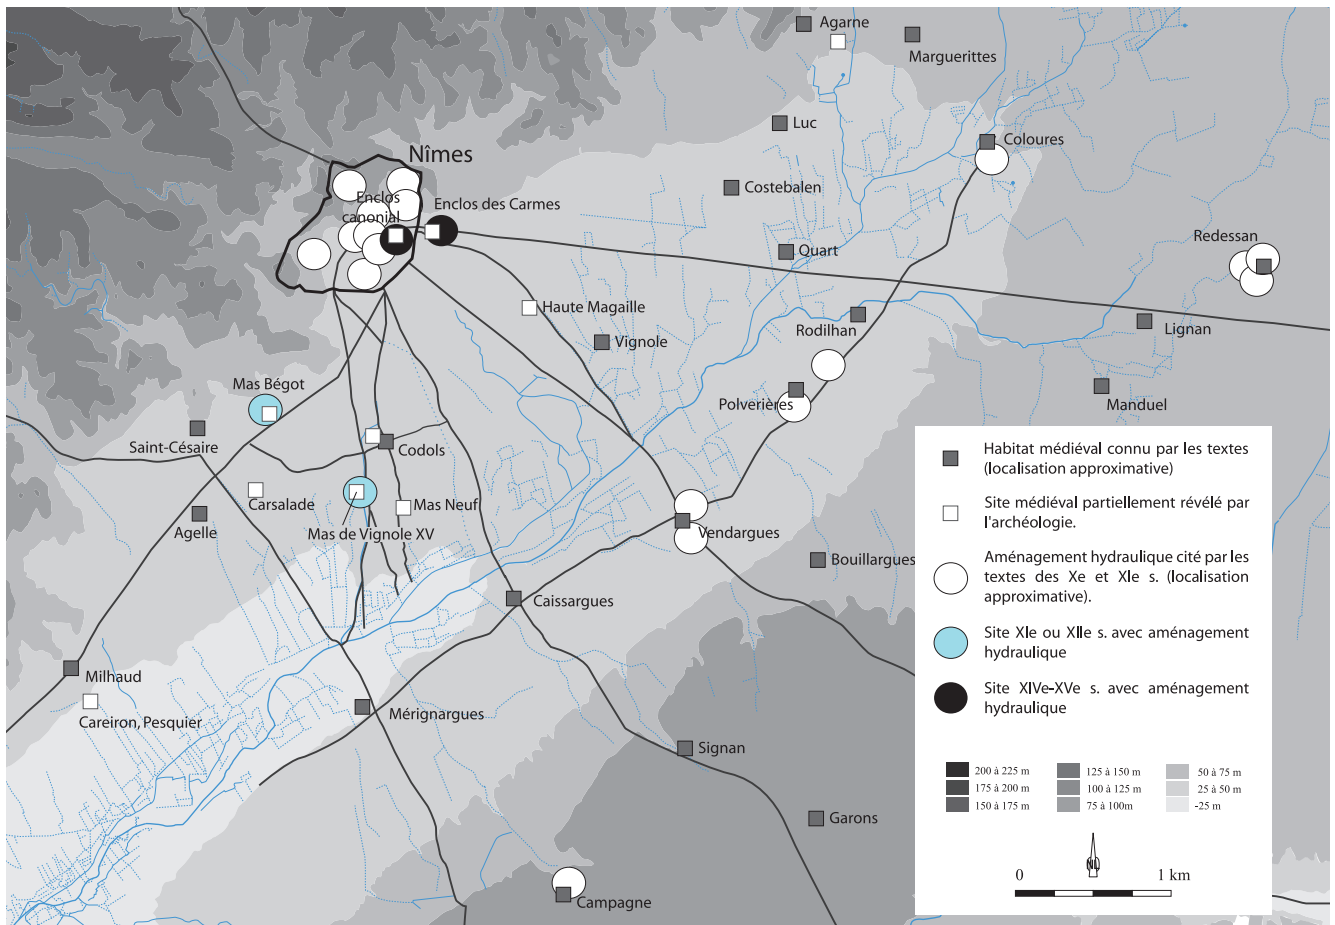 Agarne
Marguerittes
Luc
Coloures
Nîmes
Costebalen
Enclos
canonial
Enclos des Carmes
Quart
Redessan
Haute Magaille
Rodilhan
Lignan
Vignole
Mas Bégot
Polverières
Manduel
Saint-Césaire
Codols
Carsalade
Mas Neuf
Agelle
Mas de Vignole XV
Vendargues
Bouillargues
Caissargues
Milhaud
Careiron, Pesquier
Mérignargues
Signan
Garons
Campagne
Habitat médiéval connu par les textes
(localisation approximative)
Site médiéval partiellement révélé par
l'archéologie.
Aménagement hydraulique cité par les
textes des Xe et XIe s. (localisation
approximative).
Site XIe ou XIIe s. avec aménagement
hydraulique
Site XIVe-XVe s. avec aménagement
hydraulique
200 à 225 m
125 à 150 m
50 à 75 m
175 à 200 m
100 à 125 m
25 à 50 m
150 à 175 m
75 à 100m
-25 m
0
1 km